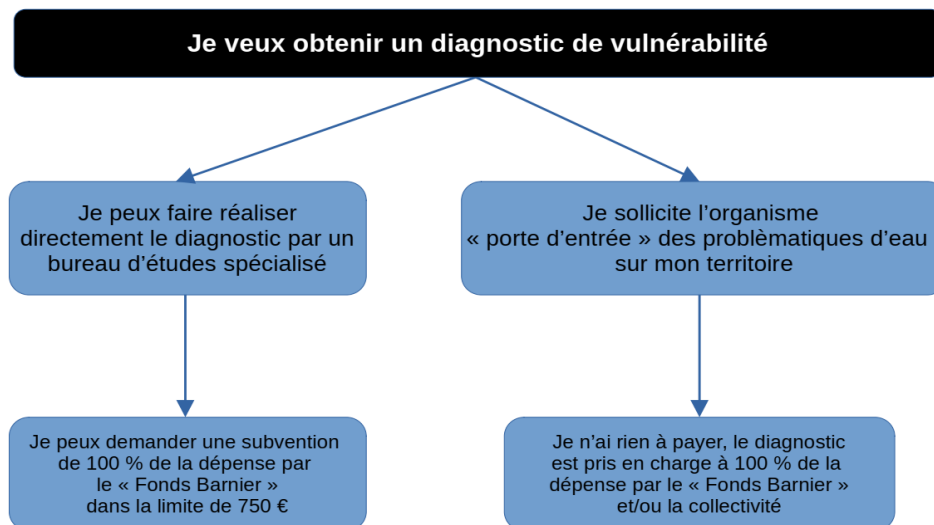 Je veux obtenir un diagnostic de vulnérabilité
Je peux faire réaliser
directement le diagnostic par un
bureau d’études spécialisé
Je sollicite l’organisme
« porte d’entrée » des problèmatiques d’eau
sur mon territoire
Je peux demander une subvention
de 100 % de la dépense par
le « Fonds Barnier »
dans la limite de 750 €
Je n’ai rien à payer, le diagnostic
est pris en charge à 100 % de la
dépense par le « Fonds Barnier »
et/ou la collectivité